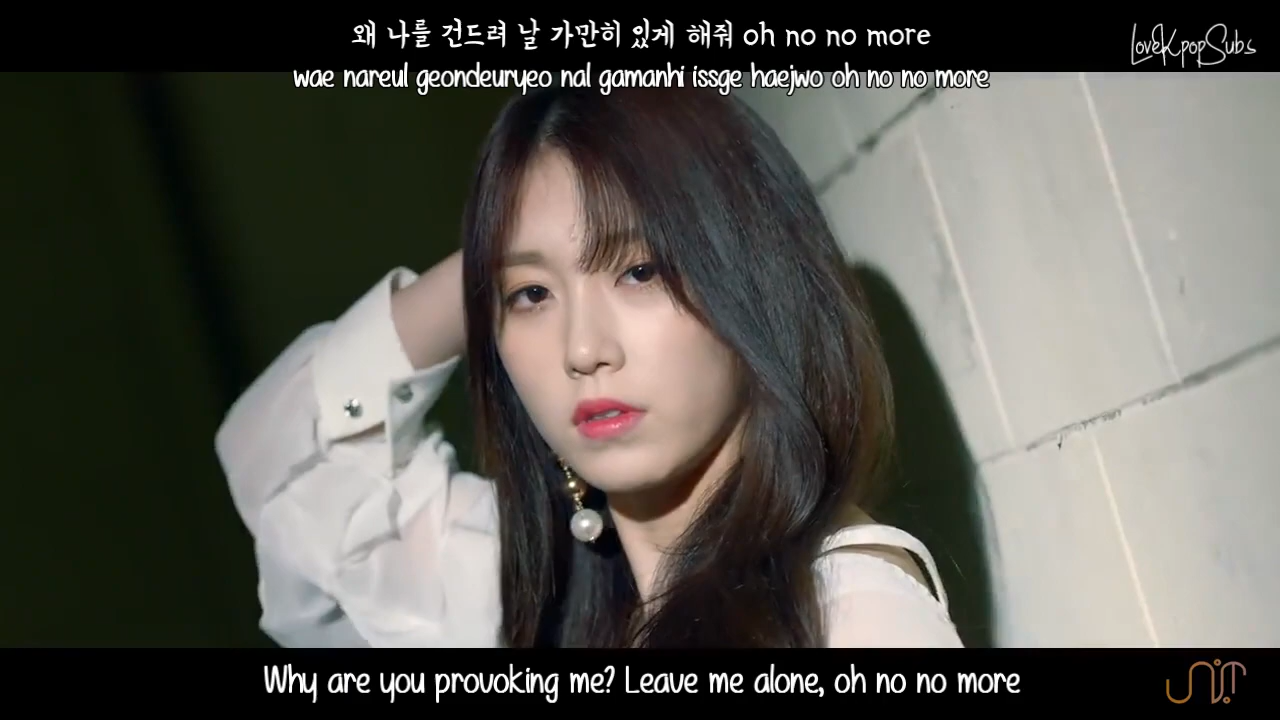 왜 나를 건드려 날 가만히 있게 해줘 oh no no more
LoveKpopSubs
wae nareul geondeuryeo nal gamanhi issge haejwo oh no no more
Why are you provoking me? Leave me alone, oh no no more
UNI.T